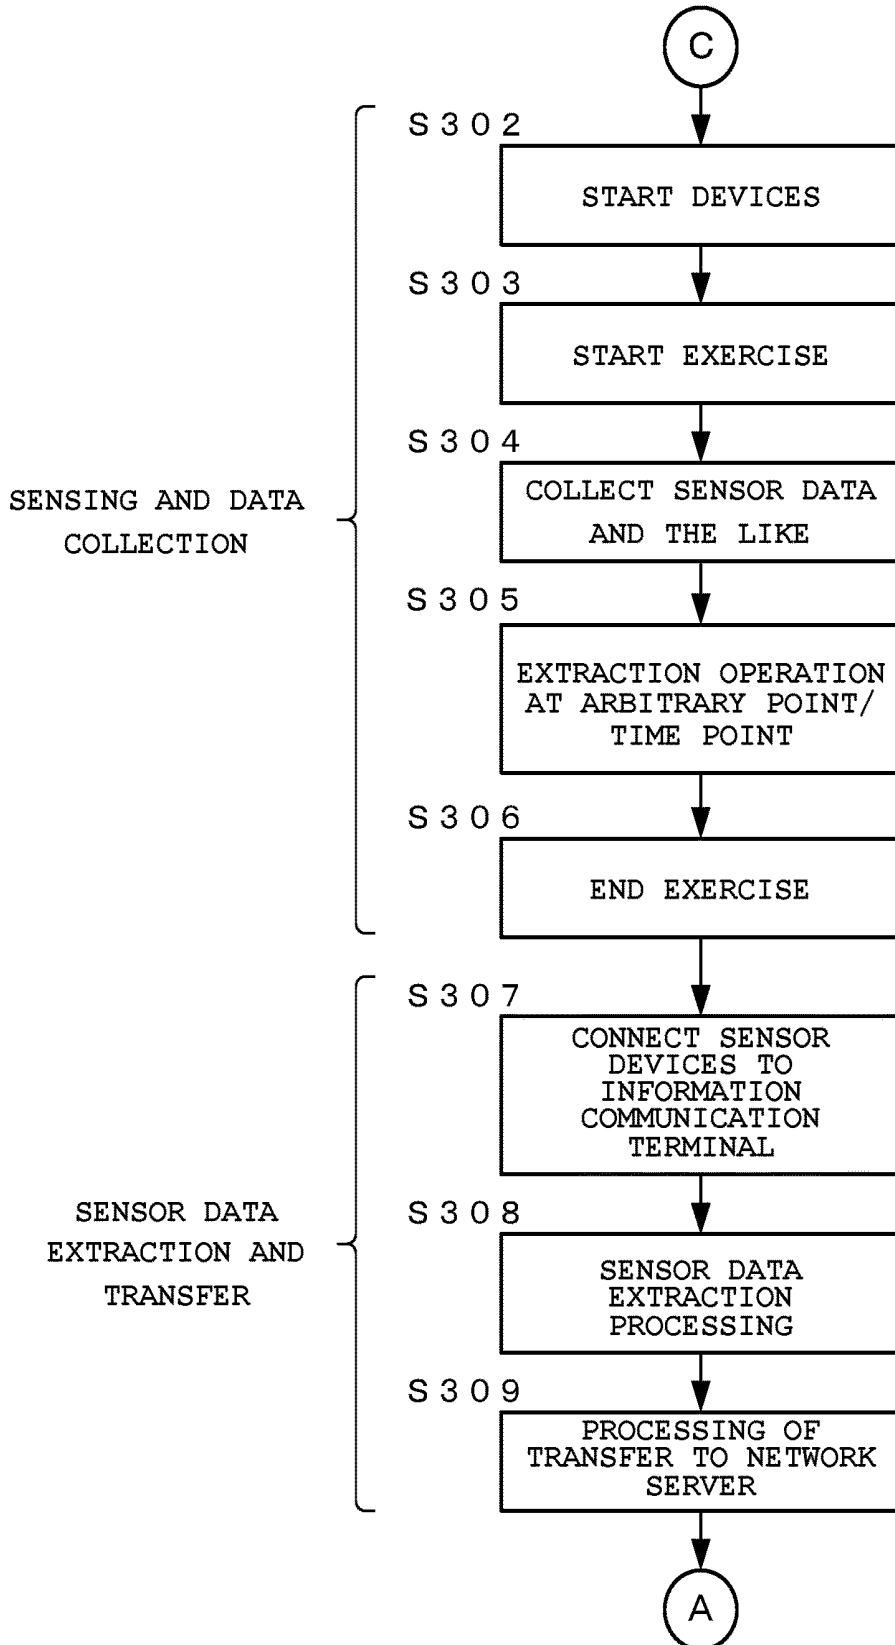 C
S302
START DEVICES
S303
START EXERCISE
S304
COLLECT SENSOR DATA
AND THE LIKE
SENSING AND DATA
COLLECTION
S305
EXTRACTION OPERATION
AT ARBITRARY POINT/
TIME POINT
S306
END EXERCISE
S307
CONNECT SENSOR
DEVICES TO
INFORMATION
COMMUNICATION
TERMINAL
SENSOR DATA
EXTRACTION AND
TRANSFER
S308
SENSOR DATA
EXTRACTION
PROCESSING
S309
PROCESSING OF
TRANSFER TO NETWORK
SERVER
A